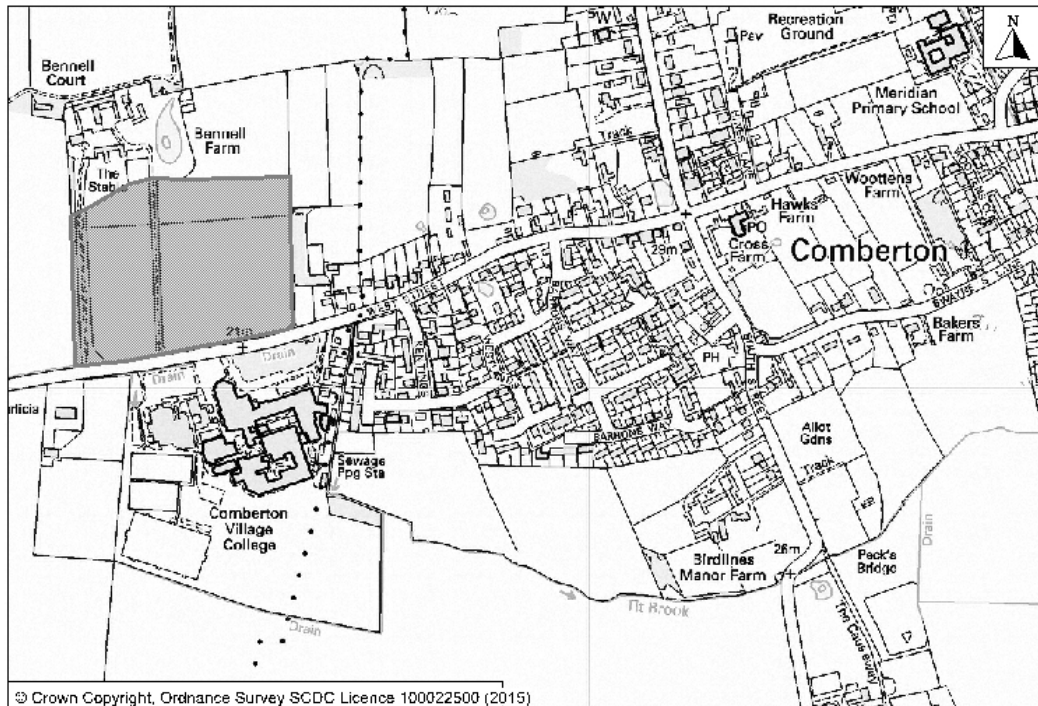 Recreation
Ground
N
Pav
Bennell
Court
Meridian
Primary School
Bennell
Farm
Track
The
Stab
Woottens
Farm
Hawks
Farm
PO
Cross
Farm
29m
Comberton
SWAYS
21m
Drain
Bakers
Farm
PH
Drain
BARRONS WAY
Allot
Gdns
Track
Sewage
Ppg Sta
Comberton
Village
College
Drain
Birdlines
Manor Farm
26m
Peck's
Bridge
Tit Brook
Drain
The Causeway
© Crown Copyright, Ordnance Survey SCDC Licence 100022500 (2015)